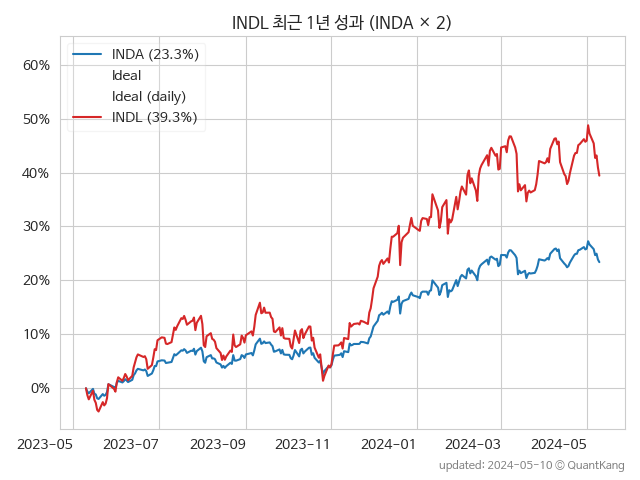 INDL 최근 1년 성과 (INDA × 2)
INDA (23.3%)
Ideal
Ideal (daily)
INDL (39.3%)
60%
50%
40%
30%
20%
10%
0%
2023-05 2023-07 2023-09 2023-11 2024-01 2024-03 2024-05
updated: 2024-05-10 © QuantKang